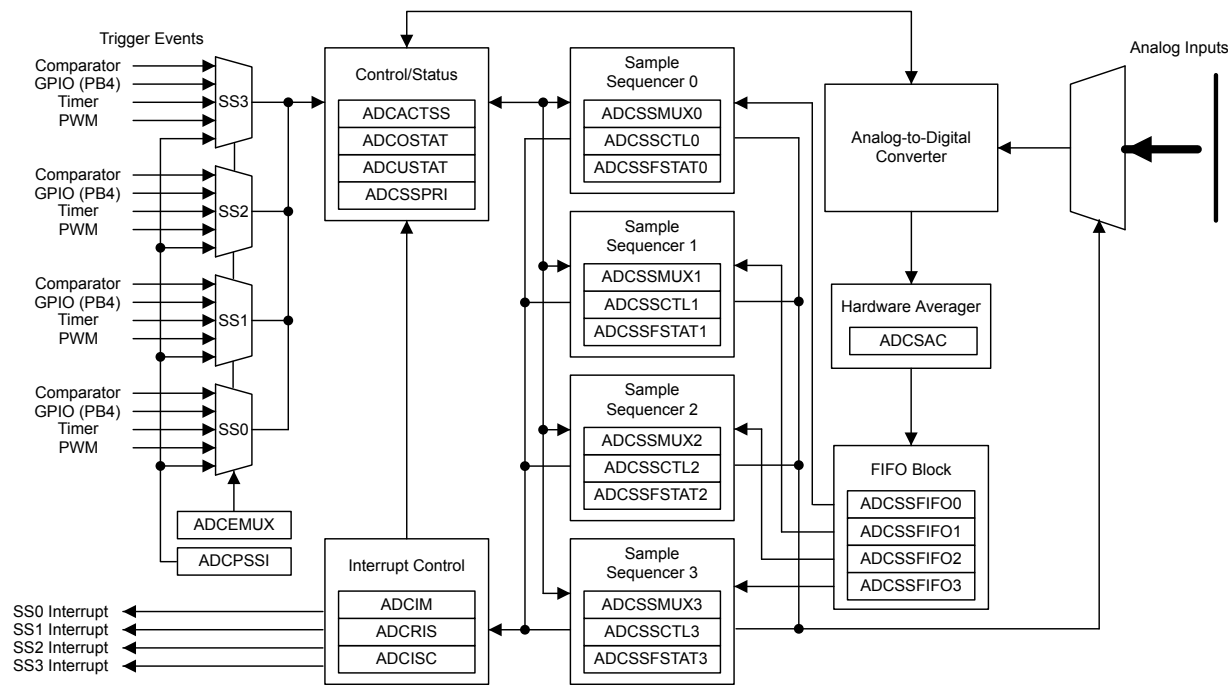 Trigger Events
Comparator
GPIO (PB4)
Timer
PWM
SS3
Comparator
GPIO (PB4)
Timer
PWM
SS2
Comparator
GPIO (PB4)
Timer
PWM
SS1
Comparator
GPIO (PB4)
Timer
PWM
SS0
ADCEMUX
ADCPSSI
SS0 Interrupt
SS1 Interrupt
SS2 Interrupt
SS3 Interrupt
Control/Status
ADCACTSS
ADCOSTAT
ADCUSTAT
ADCSSPRI
Interrupt Control
ADCIM
ADCRIS
ADCISC
Sample
Sequencer 0
ADCSSMUX0
ADCSSCTL0
ADCSSFSTAT0
Sample
Sequencer 1
ADCSSMUX1
ADCSSCTL1
ADCSSFSTAT1
Sample
Sequencer 2
ADCSSMUX2
ADCSSCTL2
ADCSSFSTAT2
Sample
Sequencer 3
ADCSSMUX3
ADCSSCTL3
ADCSSFSTAT3
Analog-to-Digital
Converter
Hardware Averager
ADCSAC
FIFO Block
ADCSSFIFO0
ADCSSFIFO1
ADCSSFIFO2
ADCSSFIFO3
Analog Inputs